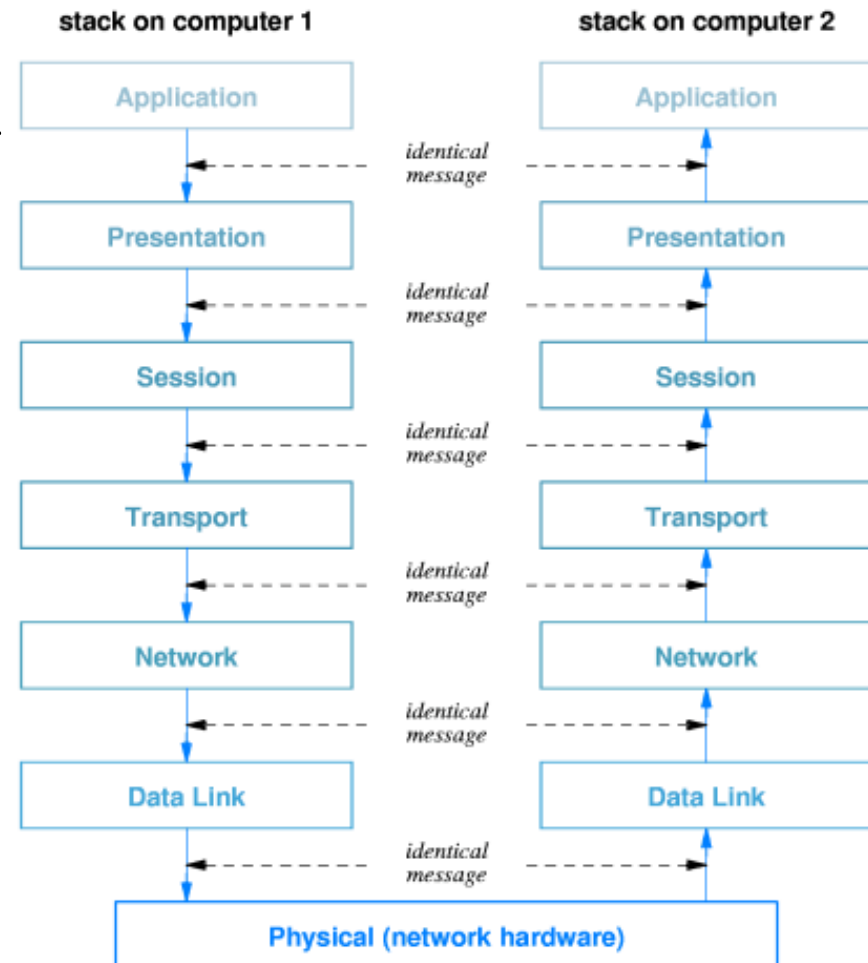 stack on computer 1 stack on computer 2
Application Application
identical
message
Presentation Presentation
identical
message
Session Session
identical
message
Transport Transport
identical
message
Network Network
identical
message
Data Link Data Link
identical
message
Physical (network hardware)